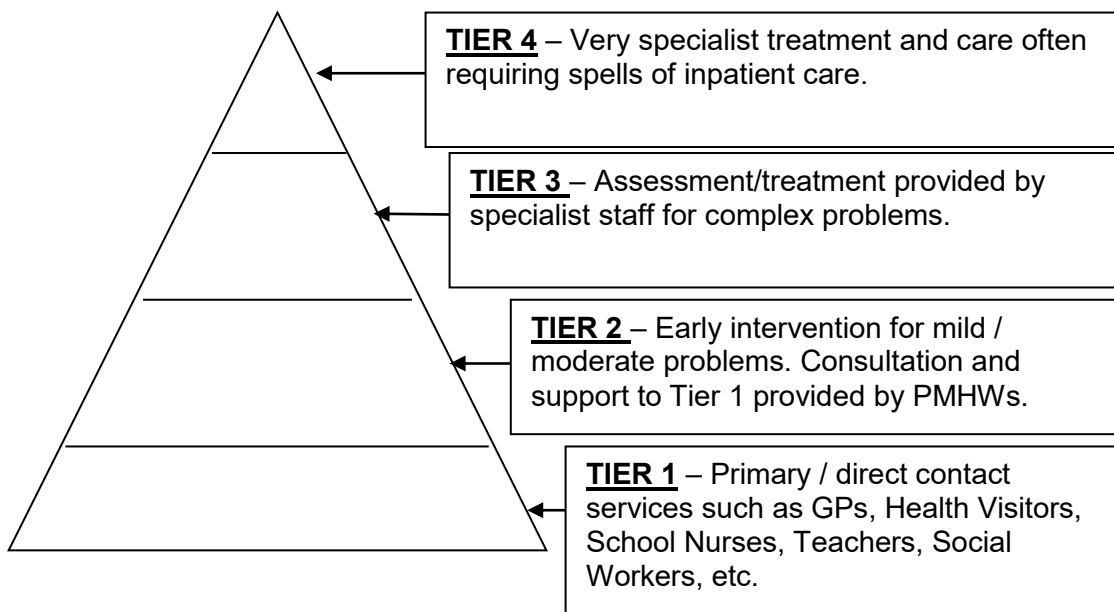 TIER 4 – Very specialist treatment and care often
requiring spells of inpatient care.
TIER 3 – Assessment/treatment provided by
specialist staff for complex problems.
TIER 2 – Early intervention for mild /
moderate problems. Consultation and
support to Tier 1 provided by PMHWs.
TIER 1 – Primary / direct contact
services such as GPs, Health Visitors,
School Nurses, Teachers, Social
Workers, etc.